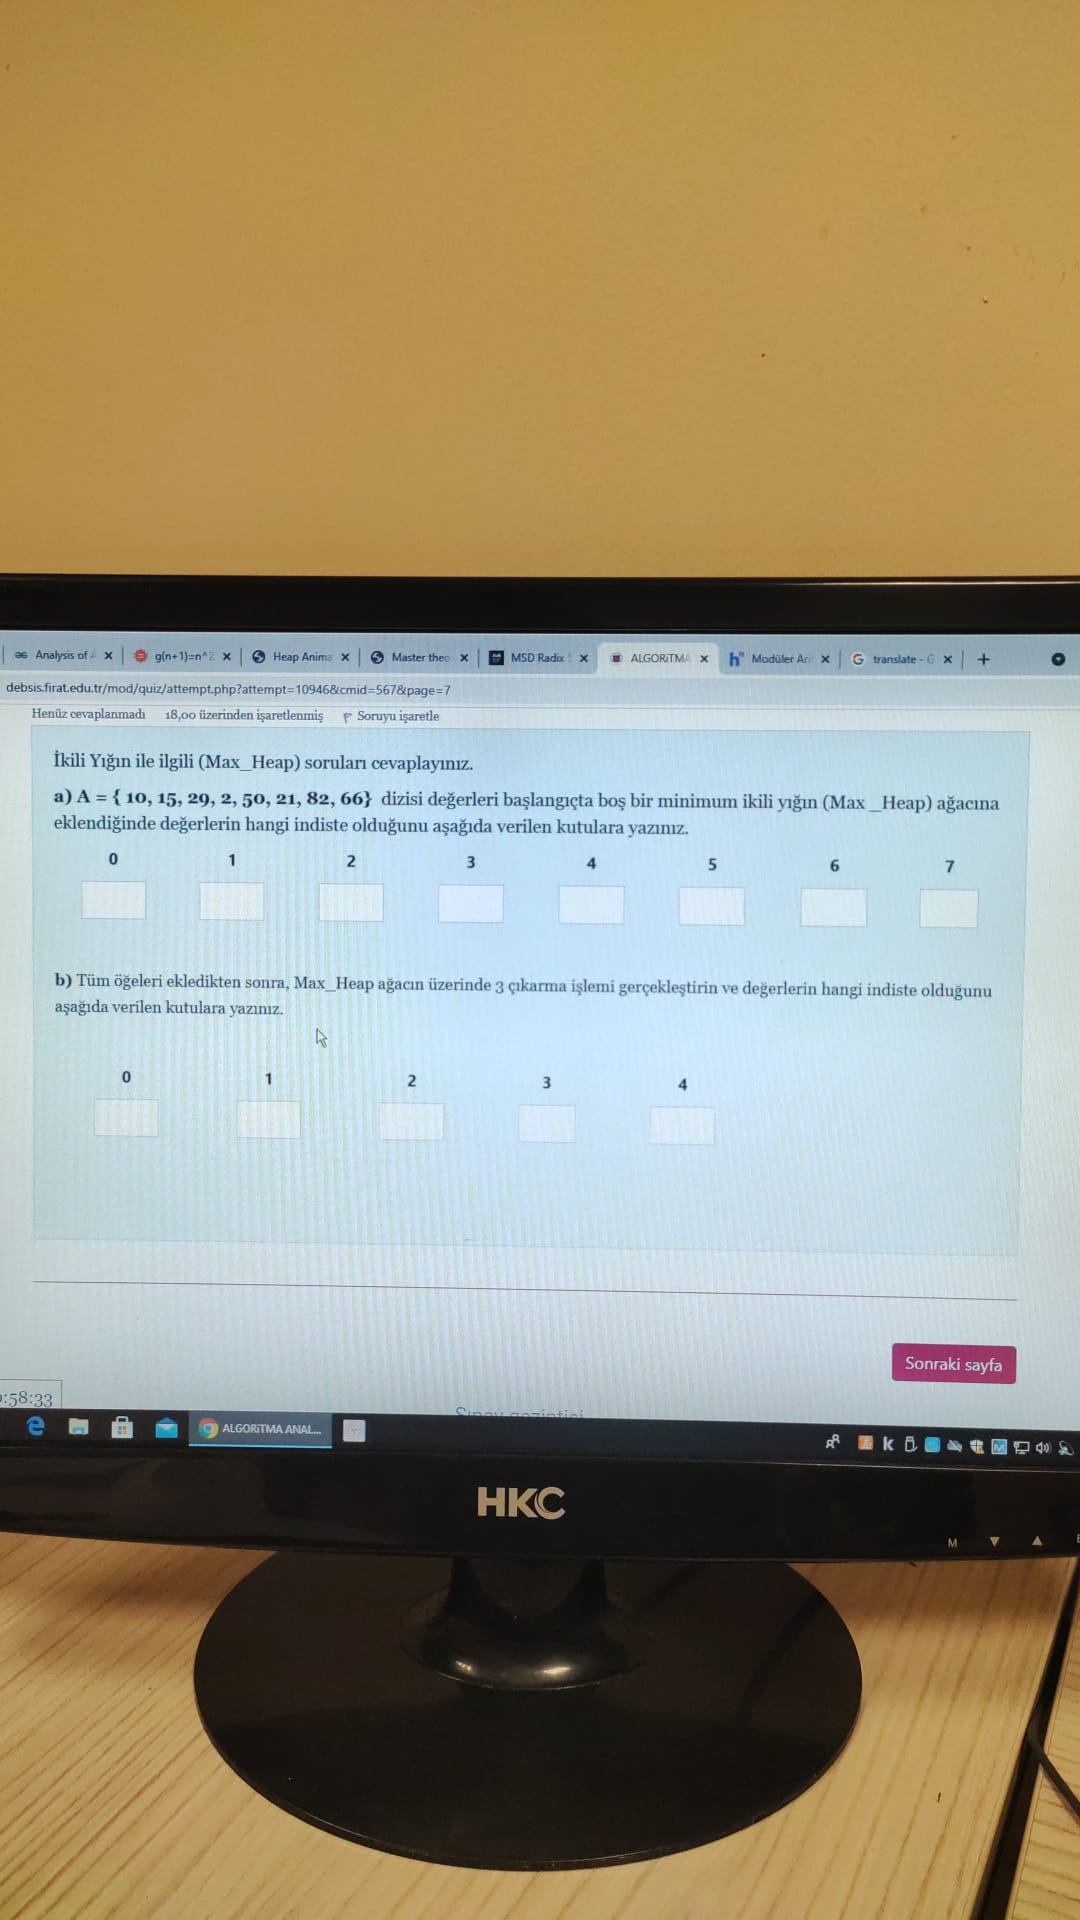 Analysis of
g(n+1)=n^2
Heap Anima
Master theo
MSD Radix
ALGORİTMA
Modüler Ari
translate - G
debsis.firat.edu.tr/mod/quiz/attempt.php?attempt=10946&cmid=567&page=7
Henüz cevaplanmadı 18,00 üzerinden işaretlenmiş Soruyu işaretle
İkili Yığın ile ilgili (Max_Heap) soruları cevaplayınız.
a) A = { 10, 15, 29, 2, 50, 21, 82, 66} dizisi değerleri başlangıçta boş bir minimum ikili yığın (Max _Heap) ağacına
eklendiğinde değerlerin hangi indiste olduğunu aşağıda verilen kutulara yazınız.
0 1 2 3 4 5 6 7
b) Tüm öğeleri ekledikten sonra, Max_Heap ağacın üzerinde 3 çıkarma işlemi gerçekleştirin ve değerlerin hangi indiste olduğunu
aşağıda verilen kutulara yazınız.
0 1 2 3 4
Sonraki sayfa
:58:33
ALGORİTMA ANAL...
HKC
M